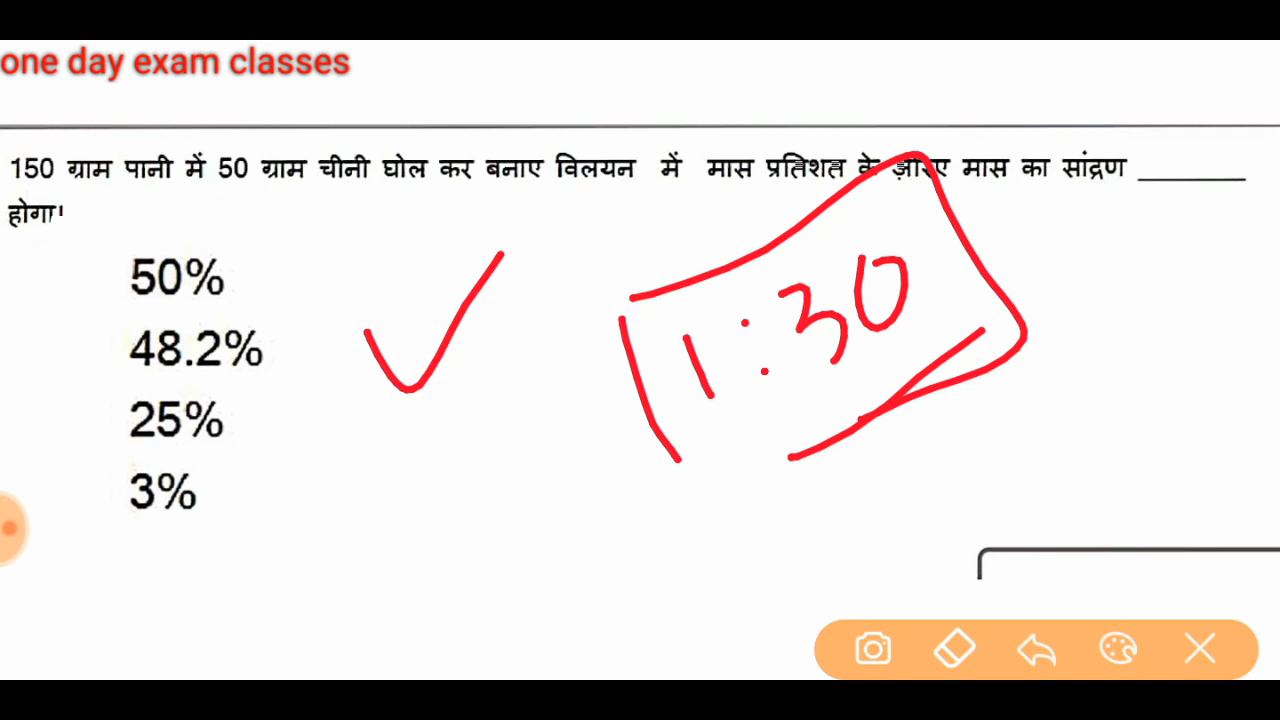 one day exam classes
150 ग्राम पानी में 50 ग्राम चीनी घोल कर बनाए विलयन में मास प्रतिशत के ज़रिए मास का सांद्रण ________
होगा।
50%
48.2%
25%
3%
1:30